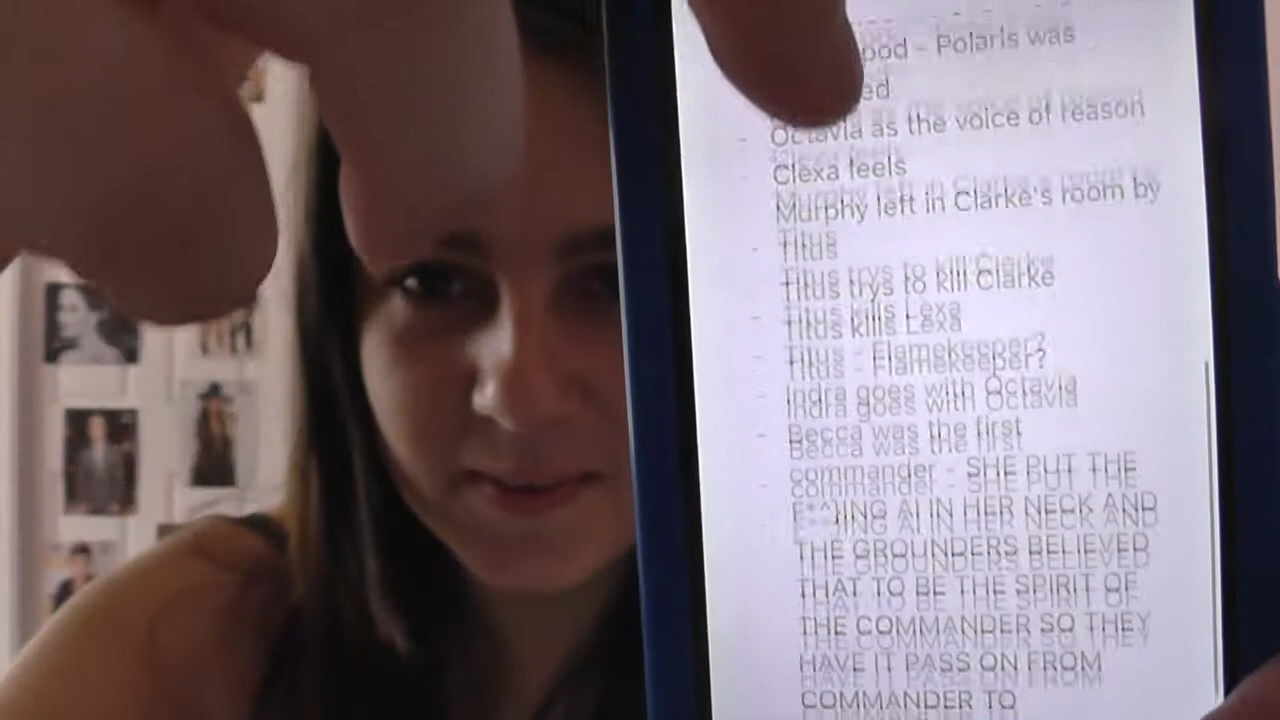 - Polaris was
Octavia as the voice of reason
Clexa feels
Murphy left in Clarke's room by
Titus
Titus trys to kill Clarke
Titus kills Lexa
Titus - Flamekeeper?
Indra goes with Octavia
Becca was the first
commander - SHE PUT THE
F**^ING AI IN HER NECK AND
THE GROUNDERS BELIEVED
THAT TO BE THE SPIRIT OF
THE COMMANDER SO THEY
HAVE IT PASS ON FROM
COMMANDER TO